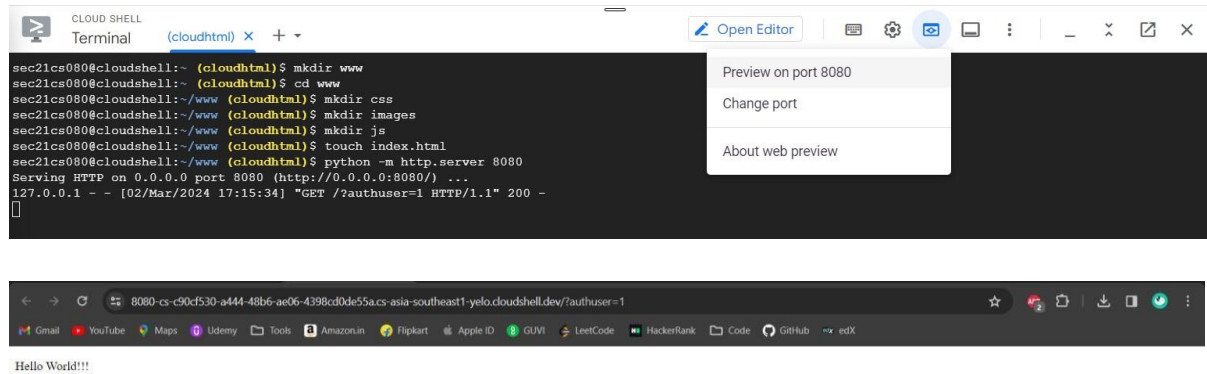 CLOUD SHELL
Terminal (cloudhtml) × + Open Editor
Preview on port 8080
Change port
About web preview
sec21cs080@cloudshell:~ (cloudhtml)$ mkdir www
sec21cs080@cloudshell:~ (cloudhtml)$ cd www
sec21cs080@cloudshell:~/www (cloudhtml)$ mkdir css
sec21cs080@cloudshell:~/www (cloudhtml)$ mkdir images
sec21cs080@cloudshell:~/www (cloudhtml)$ mkdir js
sec21cs080@cloudshell:~/www (cloudhtml)$ touch index.html
sec21cs080@cloudshell:~/www (cloudhtml)$ python -m http.server 8080
Serving HTTP on 0.0.0.0 port 8080 (http://0.0.0.0:8080/) ...
127.0.0.1 - - [02/Mar/2024 17:15:34] "GET /?authuser=1 HTTP/1.1" 200 -
8080-cs-c90cf530-a444-48b6-ae06-4398cd0de55a.cs-asia-southeast1-yelo.cloudshell.dev/?authuser=1
Gmail YouTube Maps Udemy Tools Amazon.in Flipkart Apple ID GUVI LeetCode HackerRank Code GitHub edX
Hello World!!!